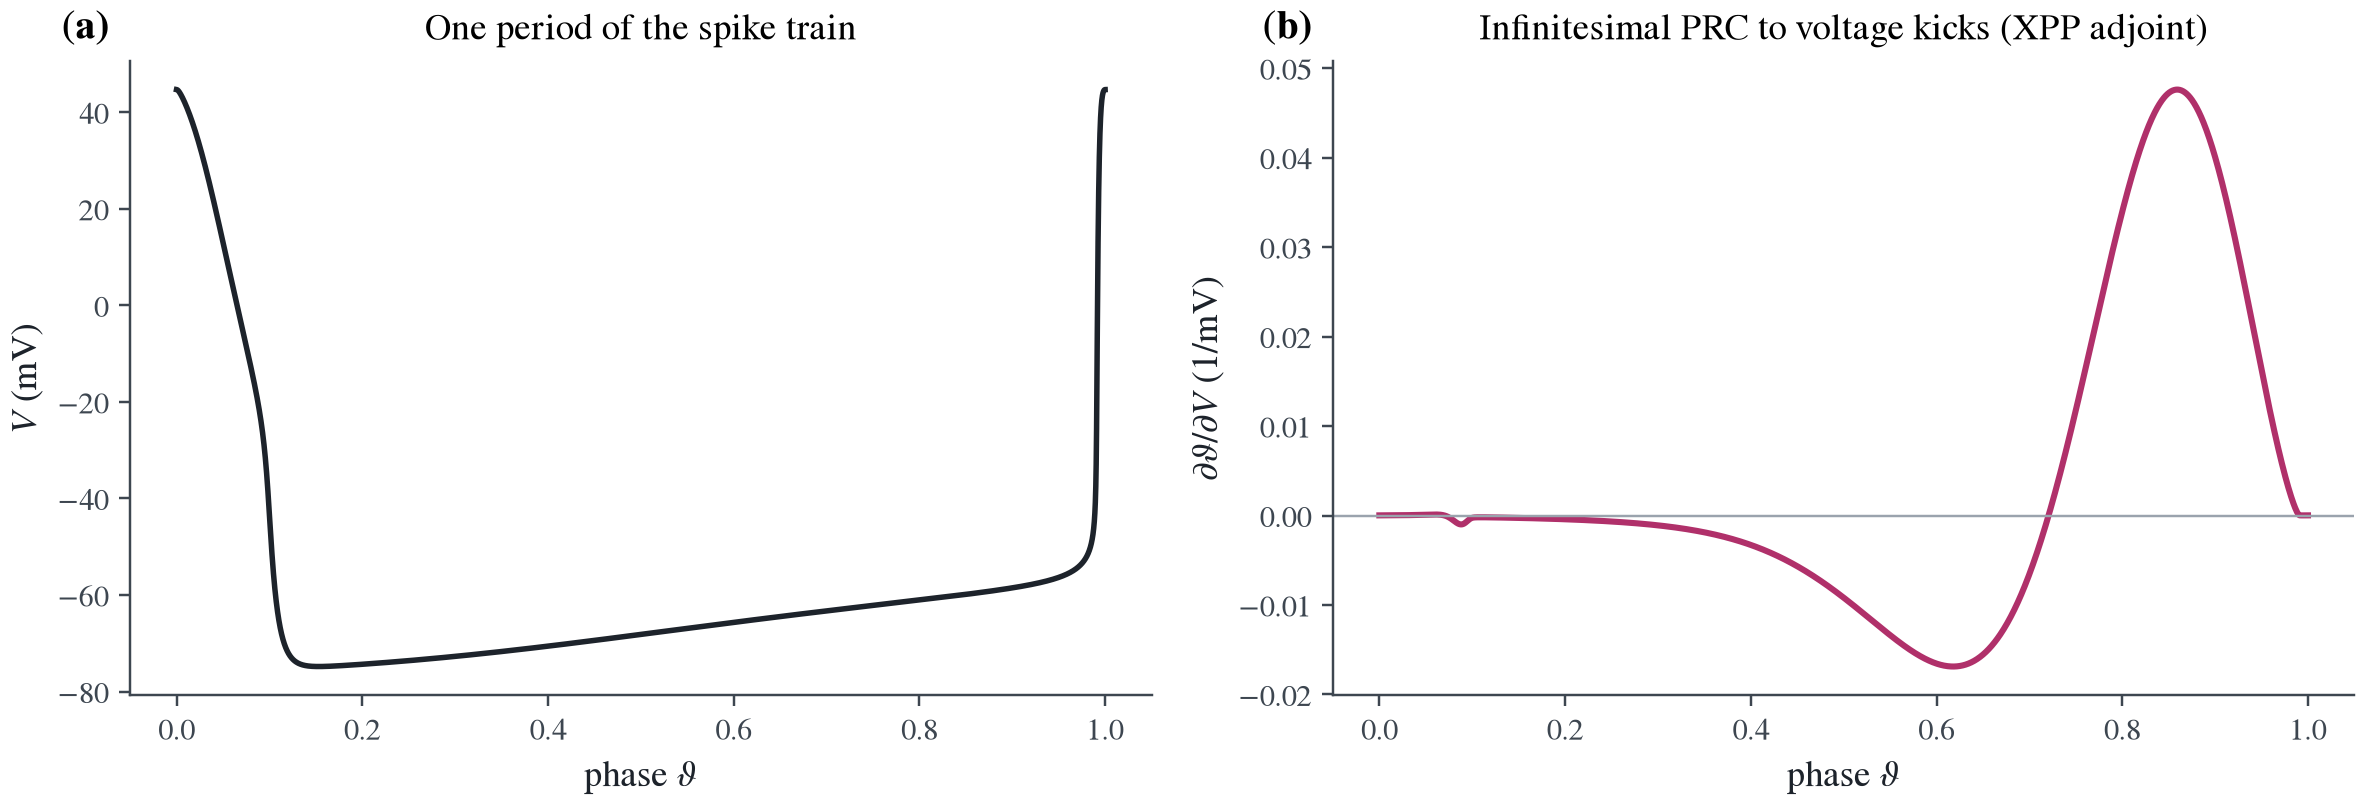 (a) One period of the spike train
V (mV)
40
20
0
−20
−40
−60
−80
0.0 0.2 0.4 0.6 0.8 1.0
phase ϑ
(b) Infinitesimal PRC to voltage kicks (XPP adjoint)
∂ϑ/∂V (1/mV)
0.05
0.04
0.03
0.02
0.01
0.00
−0.01
−0.02
0.0 0.2 0.4 0.6 0.8 1.0
phase ϑ